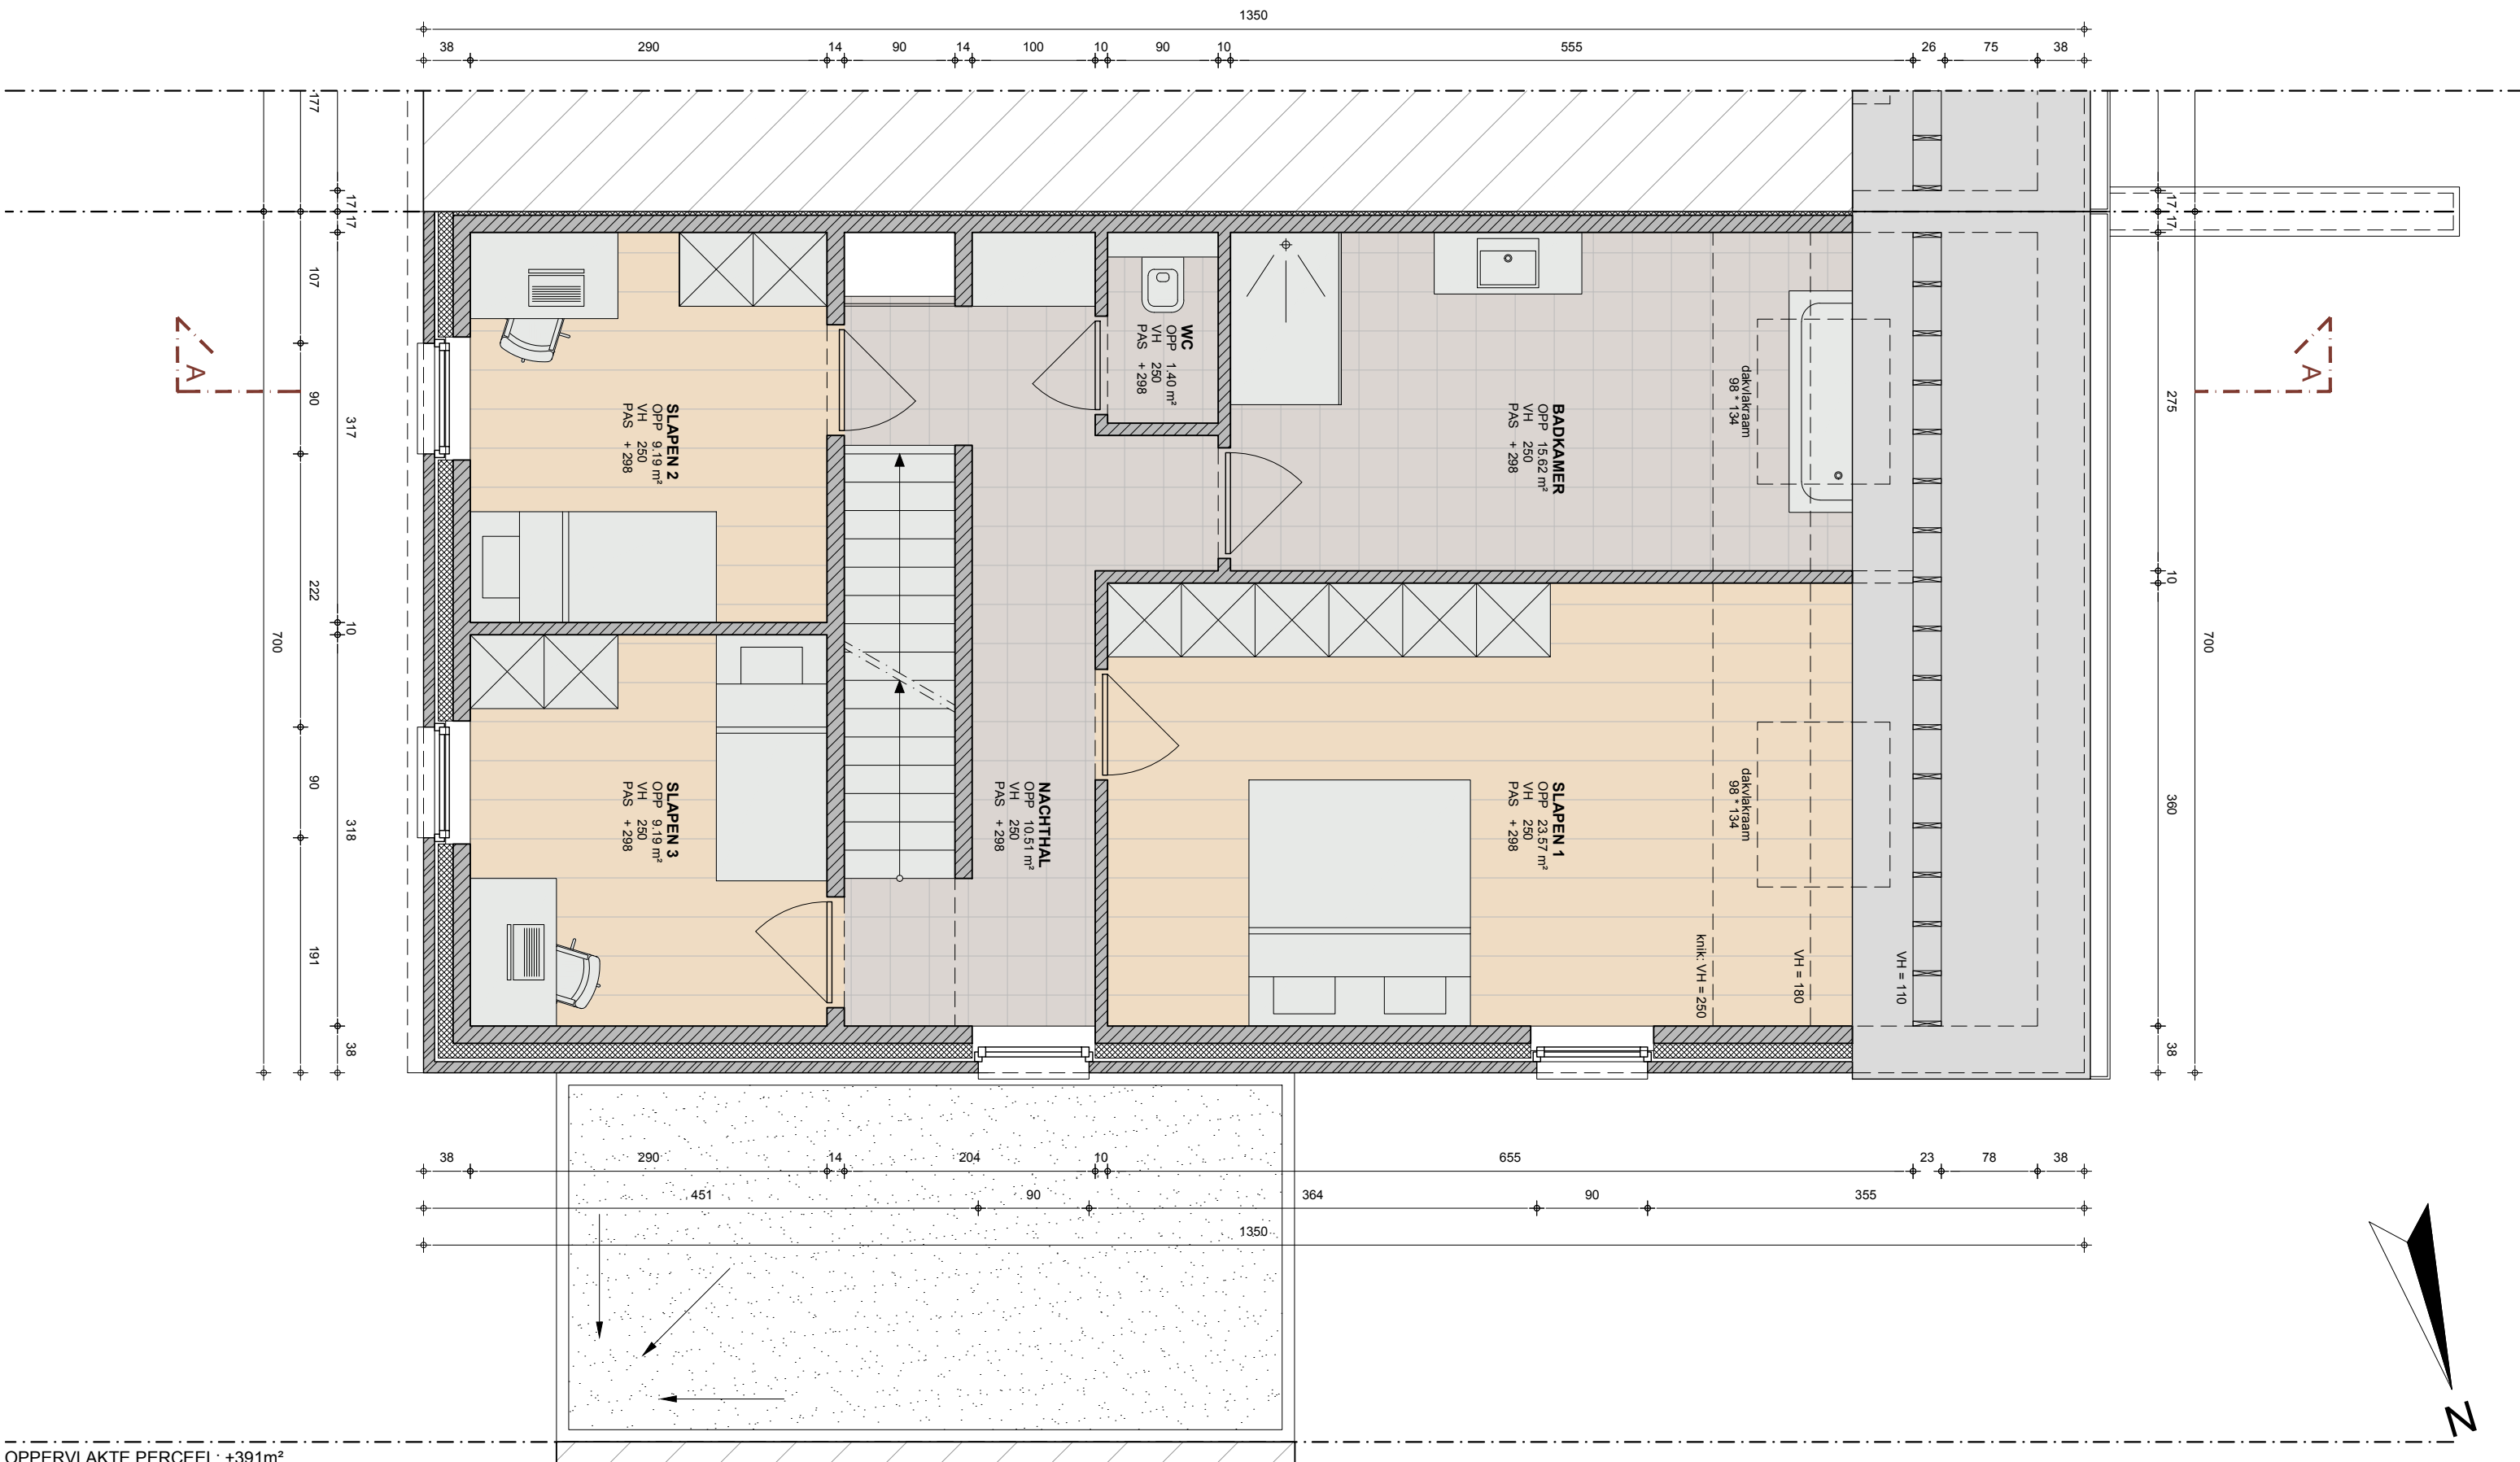 1350
38 290 14 90 14 100 10 90 10 555 26 75 38
177 17 17 107 90 317 222 10 700 90 318 191 38
17 17 275 10 700 360 38
A
A
SLAPEN 2
OPP 9.19 m²
VH 250
PAS + 298
WC
OPP 1.40 m²
VH 250
PAS + 298
BADKAMER
OPP 15.62 m²
VH 250
PAS + 298
dakvlakraam
98 * 134
SLAPEN 3
OPP 9.19 m²
VH 250
PAS + 298
NACHTHAL
OPP 10.51 m²
VH 250
PAS + 298
SLAPEN 1
OPP 23.57 m²
VH 250
PAS + 298
dakvlakraam
98 * 134
knik: VH = 250
VH = 180
VH = 110
38 290 14 204 10 655 23 78 38
451 90 364 90 355
1350
N
OPPERVLAKTE PERCEEL: ±391m²